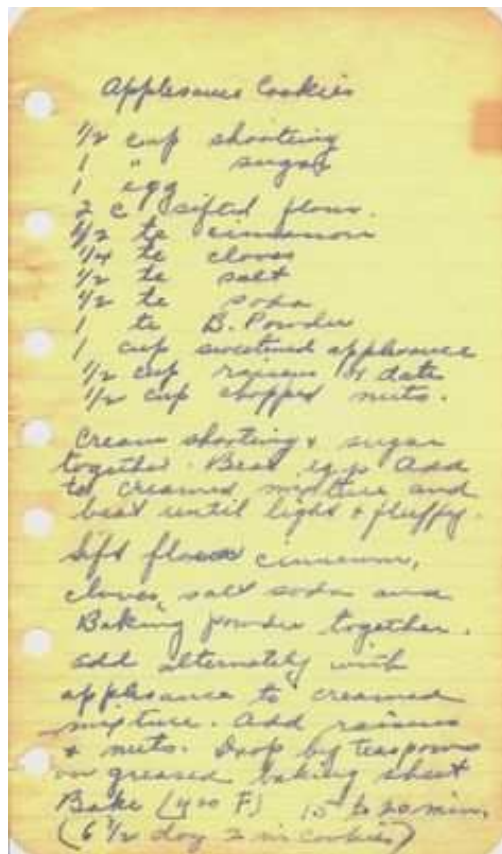 Applesauce Cookies
1/2 cup shorting
1 " sugar
1 egg
2 c sifted flour.
1/2 te cinnamon
1/4 te cloves
1/2 te salt
1/2 te soda
1 te B. Powder
1 cup sweetened applesauce
1/2 cup raisins or dates
1/2 cup chopped nuts.
Cream shorting & sugar
together. Beat egg Add
to creamed mixture and
beat until light & fluffy.
Sift flour cinnamon,
cloves, salt soda and
Baking powder together.
add alternately with
applesauce to creamed
mixture. Add raisins
& nuts. Drop by teaspoons
on greased baking sheet
Bake (400 F) 15 to 20 min.
(6 1/2 doz 2 in cookies)